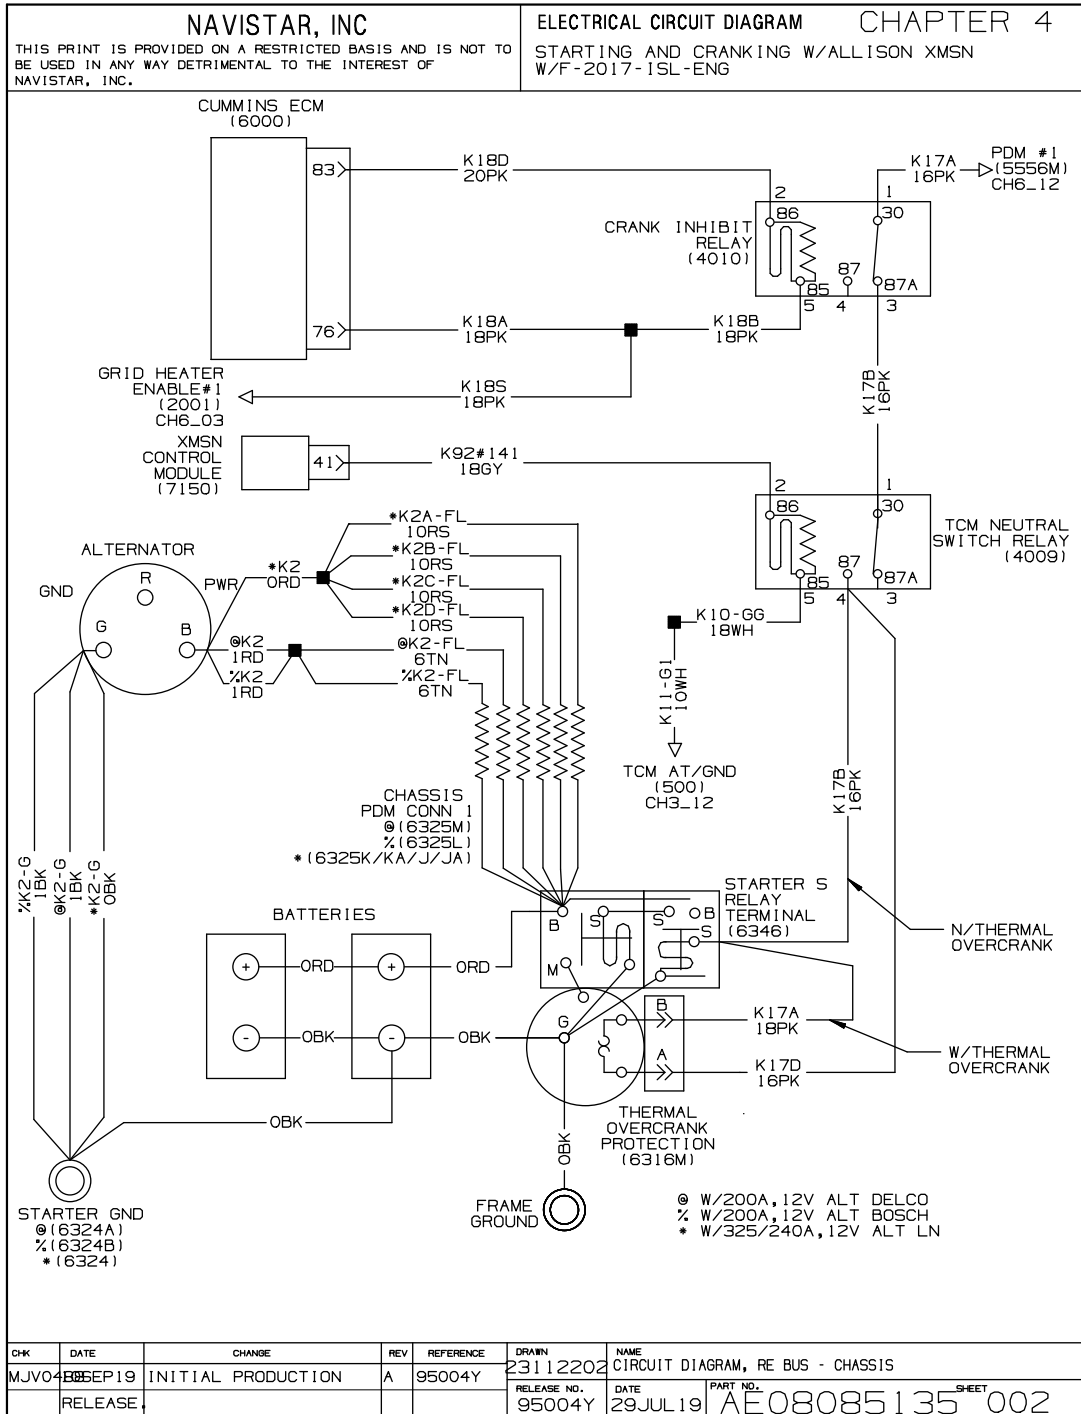 NAVISTAR, INC
THIS PRINT IS PROVIDED ON A RESTRICTED BASIS AND IS NOT TO
BE USED IN ANY WAY DETRIMENTAL TO THE INTEREST OF
NAVISTAR, INC.
ELECTRICAL CIRCUIT DIAGRAM CHAPTER 4
STARTING AND CRANKING W/ALLISON XMSN
W/F-2017-ISL-ENG
CUMMINS ECM
(6000)
83
K18D
20PK
K17A
16PK
PDM #1
(5556M)
CH6_12
2
1
86
30
CRANK INHIBIT
RELAY
(4010)
87
85
87A
5
4
3
76
K18A
18PK
K18B
18PK
GRID HEATER
ENABLE#1
(2001)
CH6_03
K18S
18PK
K17B
16PK
XMSN
CONTROL
MODULE
(7150)
41
K92#141
18GY
2
1
86
30
TCM NEUTRAL
SWITCH RELAY
(4009)
87
85
87A
5
4
3
*K2A-FL
10RS
*K2B-FL
10RS
*K2C-FL
10RS
*K2D-FL
10RS
@K2-FL
6TN
%K2-FL
6TN
ALTERNATOR
GND
R
PWR
G
B
*K2
0RD
@K2
1RD
%K2
1RD
K10-GG
18WH
K11-G1
10WH
TCM AT/GND
(500)
CH3_12
K17B
16PK
CHASSIS
PDM CONN 1
@(6325M)
%(6325L)
*(6325K/KA/J/JA)
%K2-G
1BK
@K2-G
1BK
*K2-G
0BK
BATTERIES
+
0RD
+
0RD
-
0BK
-
0BK
B
S
S
B
S
M
G
STARTER S
RELAY
TERMINAL
(6346)
N/THERMAL
OVERCRANK
B
K17A
18PK
A
K17D
16PK
W/THERMAL
OVERCRANK
0BK
0BK
THERMAL
OVERCRANK
PROTECTION
(6316M)
STARTER GND
@(6324A)
%(6324B)
*(6324)
FRAME
GROUND
@ W/200A,12V ALT DELCO
% W/200A,12V ALT BOSCH
* W/325/240A,12V ALT LN
CHK DATE CHANGE REV REFERENCE
INITIAL PRODUCTION A 95004Y
RELEASE.
DRAWN
23112202
NAME
CIRCUIT DIAGRAM, RE BUS - CHASSIS
RELEASE NO.
95004Y
DATE
29JUL19
PART NO.
AE08085135
SHEET
002